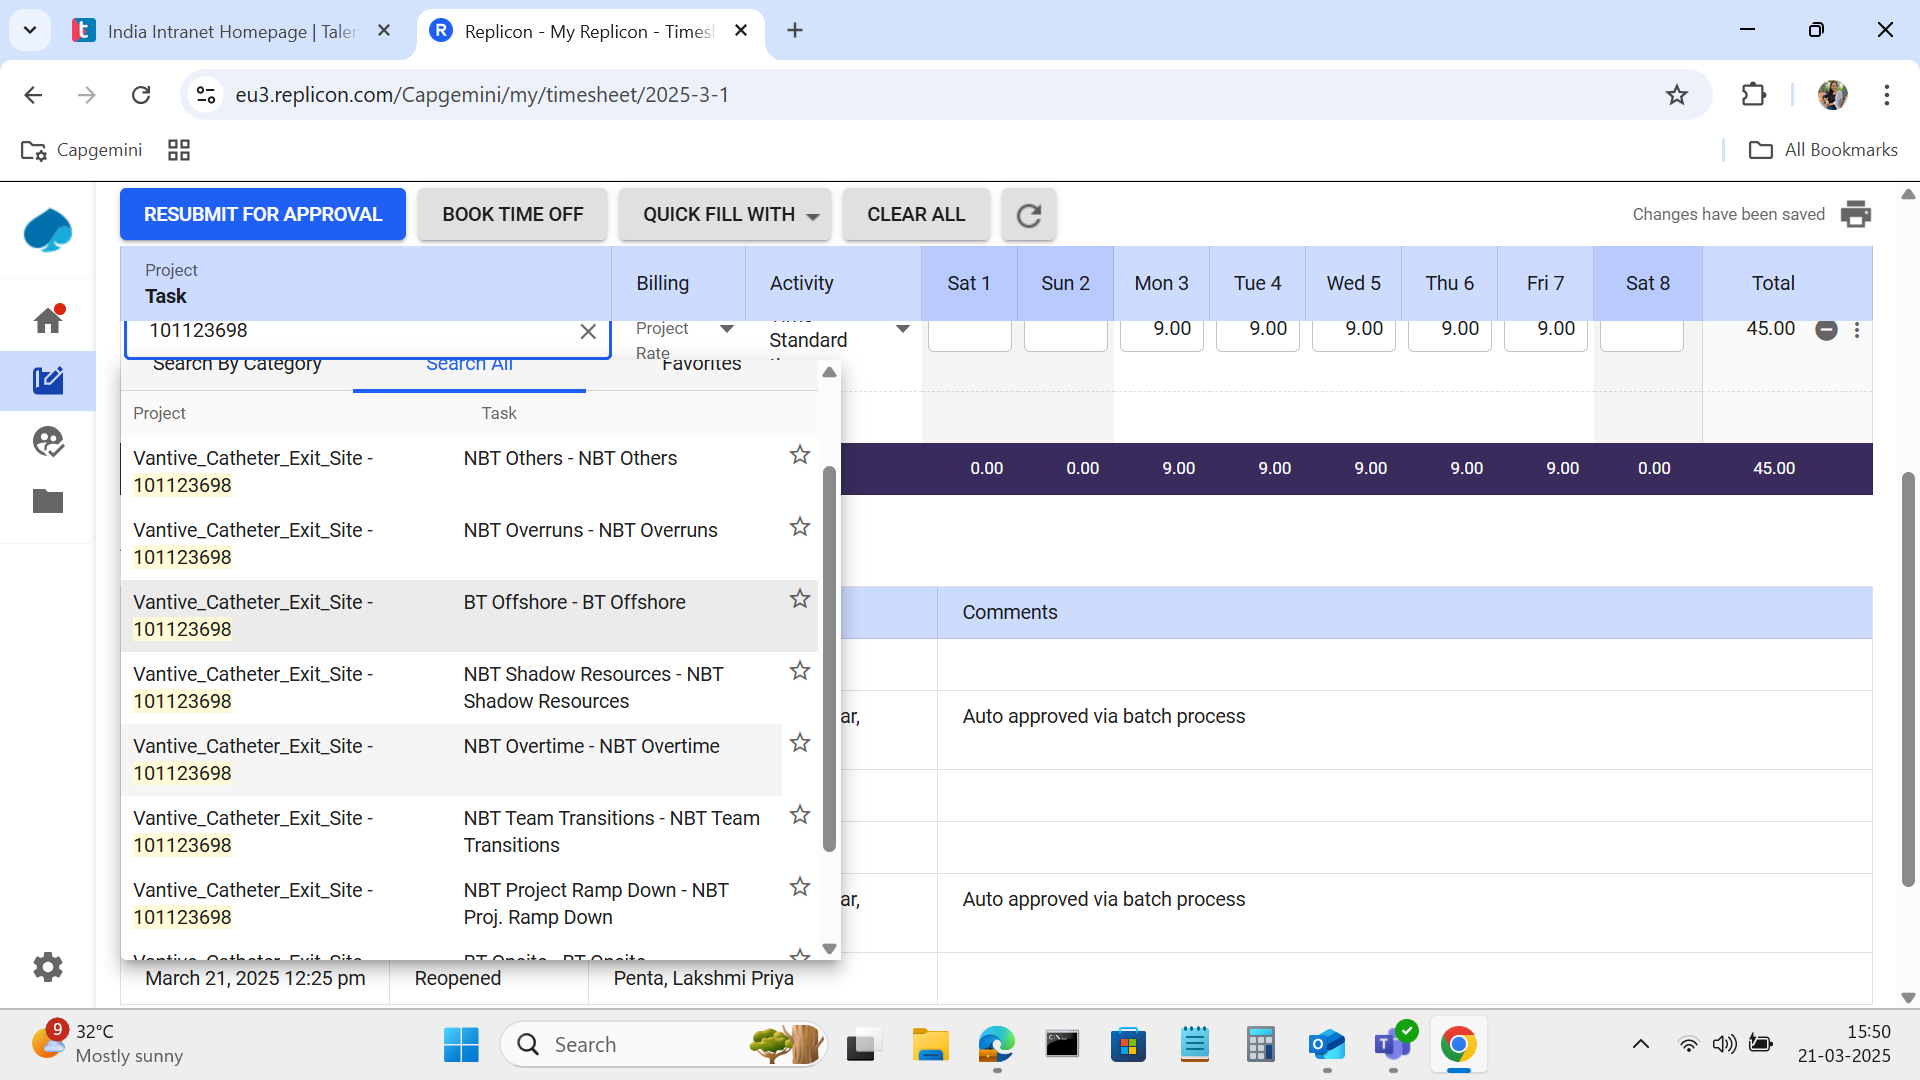 India Intranet Homepage | Taler
Replicon - My Replicon - Times
eu3.replicon.com/Capgemini/my/timesheet/2025-3-1
Capgemini
All Bookmarks
RESUBMIT FOR APPROVAL
BOOK TIME OFF
QUICK FILL WITH
CLEAR ALL
Changes have been saved
Project
Task
Billing
Activity
Sat 1
Sun 2
Mon 3
Tue 4
Wed 5
Thu 6
Fri 7
Sat 8
Total
101123698
Project
Rate
Standard
9.00
9.00
9.00
9.00
9.00
45.00
Search By Category
Search All
Favorites
Project
Task
Vantive_Catheter_Exit_Site -
101123698
NBT Others - NBT Others
Vantive_Catheter_Exit_Site -
101123698
NBT Overruns - NBT Overruns
Vantive_Catheter_Exit_Site -
101123698
BT Offshore - BT Offshore
Vantive_Catheter_Exit_Site -
101123698
NBT Shadow Resources - NBT
Shadow Resources
Vantive_Catheter_Exit_Site -
101123698
NBT Overtime - NBT Overtime
Vantive_Catheter_Exit_Site -
101123698
NBT Team Transitions - NBT Team
Transitions
Vantive_Catheter_Exit_Site -
101123698
NBT Project Ramp Down - NBT
Proj. Ramp Down
Vantive_Catheter_Exit_Site -
BT Onsite - BT Onsite
0.00
0.00
9.00
9.00
9.00
9.00
9.00
0.00
45.00
Comments
ar,
Auto approved via batch process
ar,
Auto approved via batch process
March 21, 2025 12:25 pm
Reopened
Penta, Lakshmi Priya
9
32°C
Mostly sunny
Search
15:50
21-03-2025